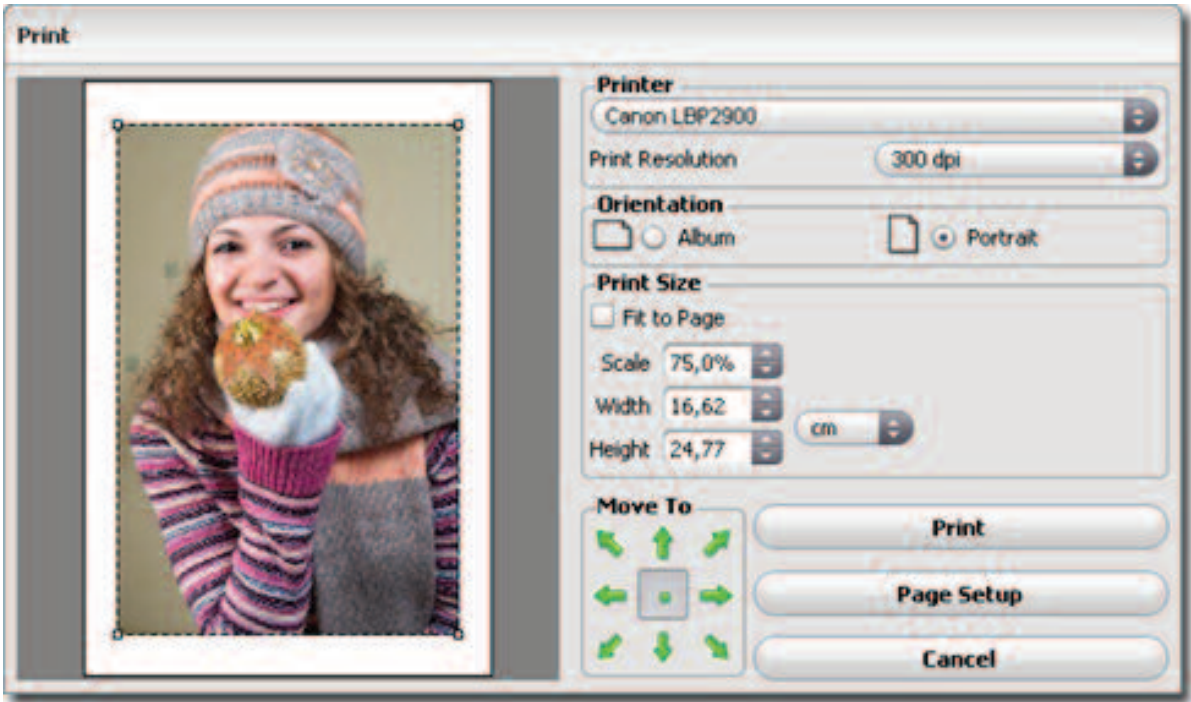 Print
Printer
Canon LBP2900
Print Resolution 300 dpi
Orientation
Album Portrait
Print Size
Fit to Page
Scale 75,0%
Width 16,62
cm
Height 24,77
Move To
Print
Page Setup
Cancel